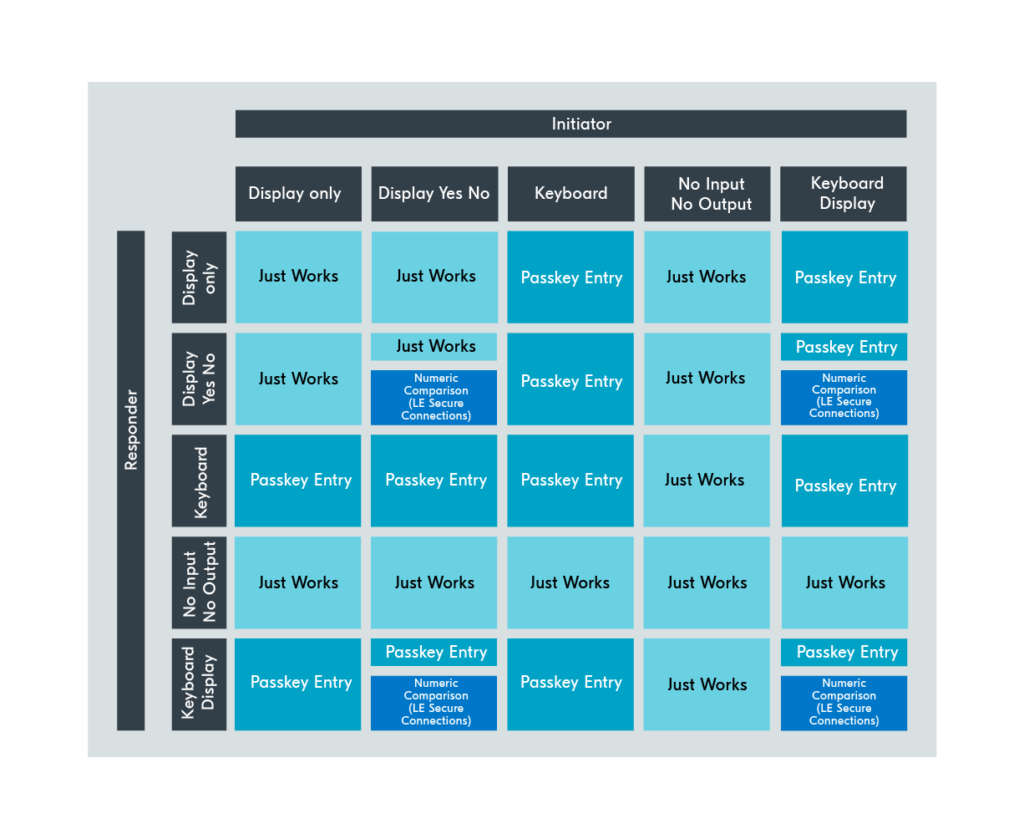 Initiator
Display only
Display Yes No
Keyboard
No Input
No Output
Keyboard
Display
Responder
Display
only
Just Works
Just Works
Passkey Entry
Just Works
Passkey Entry
Display
Yes No
Just Works
Just Works
Numeric
Comparison
(LE Secure
Connections)
Passkey Entry
Just Works
Passkey Entry
Numeric
Comparison
(LE Secure
Connections)
Keyboard
Passkey Entry
Passkey Entry
Passkey Entry
Just Works
Passkey Entry
No Input
No Output
Just Works
Just Works
Just Works
Just Works
Just Works
Keyboard
Display
Passkey Entry
Passkey Entry
Numeric
Comparison
(LE Secure
Connections)
Passkey Entry
Just Works
Passkey Entry
Numeric
Comparison
(LE Secure
Connections)